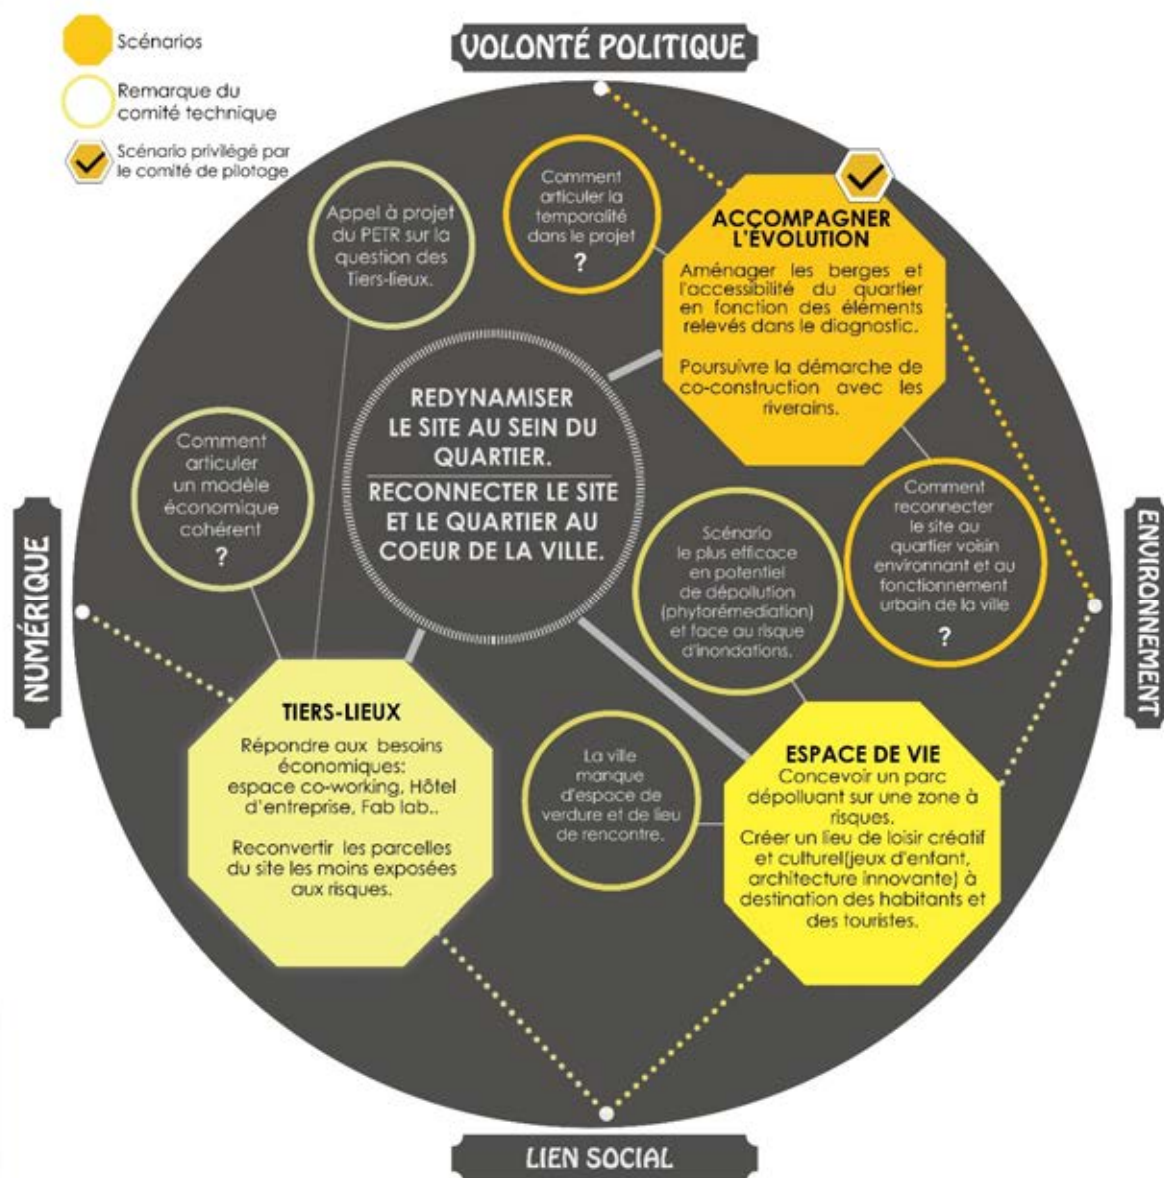 Scénarios
Remarque du
comité technique
Scénario privilégié par
le comité de pilotoge
VOLONTÉ POLITIQUE
Comment
articuler la
temporalité
dans le projet
?
Appel à projet
du PETR sur la
question des
Tiers-lieux.
ACCOMPAGNER
L'ÉVOLUTION
Aménager les berges et
l'accessibilité du quartier
en fonction des éléments
relevés dans le diagnostic.
Poursuivre la démarche de
co-construction avec les
riverains.
REDYNAMISER
LE SITE AU SEIN DU
QUARTIER.
RECONNECTER LE SITE
ET LE QUARTIER AU
COEUR DE LA VILLE.
Comment
articuler
un modèle
économique
cohérent
?
Scénario
le plus efficace
en potentiel
de dépollution
(phytorémediation)
et face au risque
d'inondations.
Comment
reconnecter
le site au
quartier voisin
environnant et au
fonctionnement
urbain de la ville
?
NUMÉRIQUE
ENVIRONNEMENT
TIERS-LIEUX
Répondre aux besoins
économiques:
espace co-working, Hôtel
d'entreprise, Fab lab..
Reconvertir les parcelles
du site les moins exposées
aux risques.
La ville
manque
d'espace de
verdure et de lieu
de rencontre.
ESPACE DE VIE
Concevoir un parc
dépolluant sur une zone à
risques.
Créer un lieu de loisir créatif
et culturel(jeux d'enfant,
architecture innovante) à
destination des habitants et
des touristes.
LIEN SOCIAL